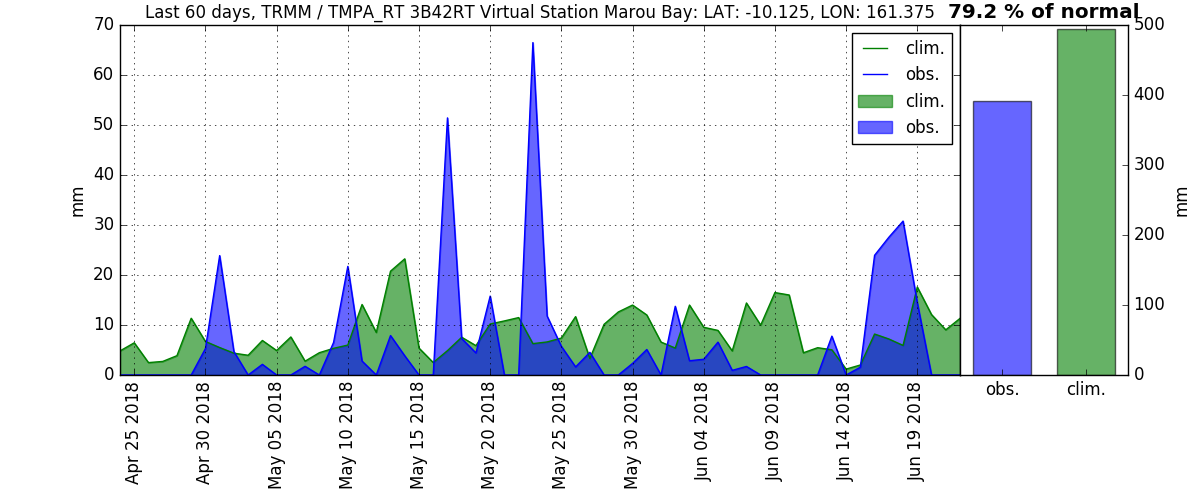 Last 60 days, TRMM / TMPA_RT 3B42RT Virtual Station Marou Bay: LAT: -10.125, LON: 161.375 79.2 % of normal
70
60
50
40
30
20
10
0
mm
clim.
obs.
clim.
obs.
500
400
300
200
100
0
mm
Apr 25 2018
Apr 30 2018
May 05 2018
May 10 2018
May 15 2018
May 20 2018
May 25 2018
May 30 2018
Jun 04 2018
Jun 09 2018
Jun 14 2018
Jun 19 2018
obs.
clim.